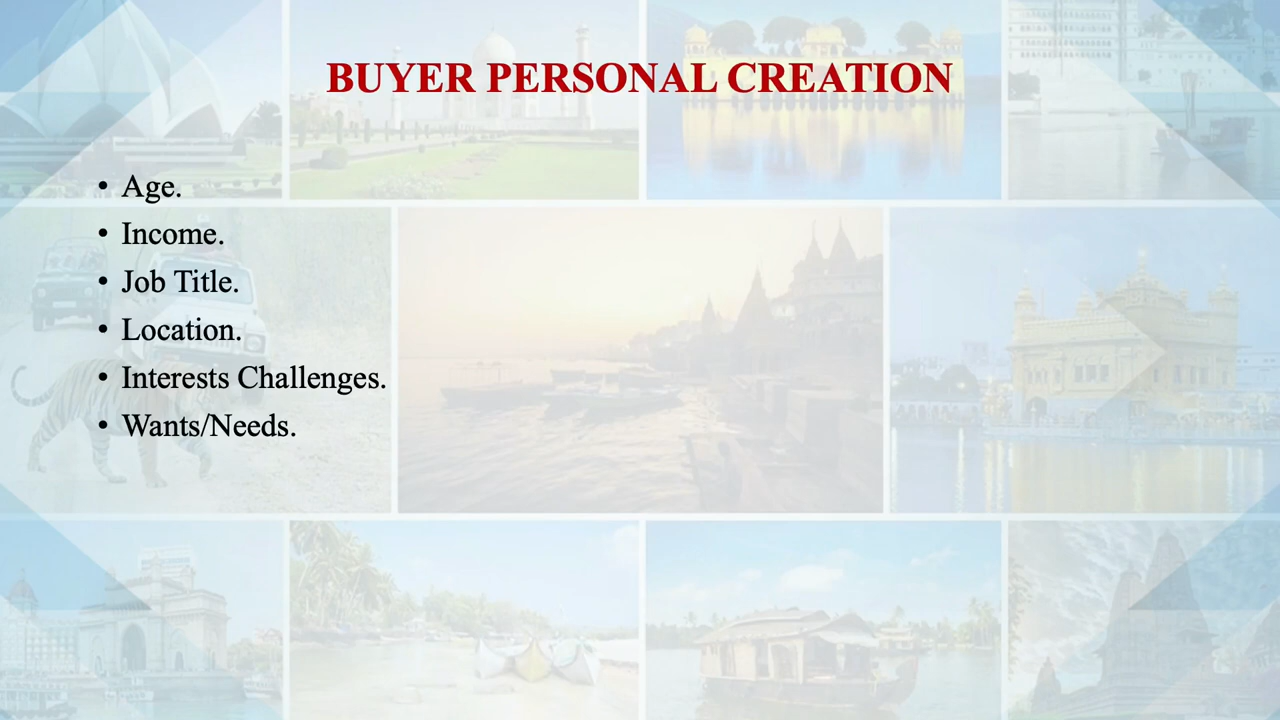 BUYER PERSONAL CREATION
• Age.
• Income.
• Job Title.
• Location.
• Interests Challenges.
• Wants/Needs.